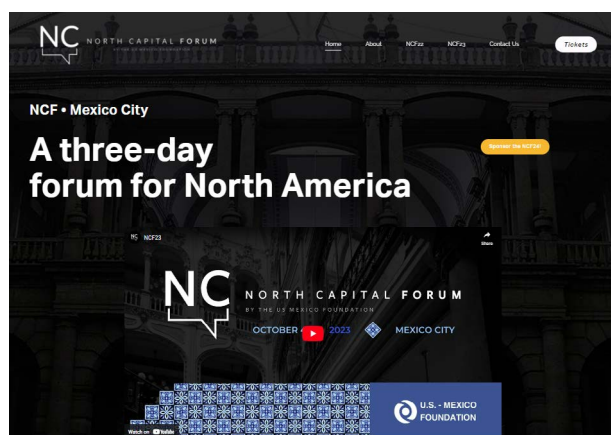 NC NORTH CAPITAL FORUM
Home About NCF22 NCF23 Contact Us Tickets
NCF • Mexico City
A three-day
forum for North America
Sponsor the NCF24!
NC NCF23
Share
NC NORTH CAPITAL FORUM
BY THE US MEXICO FOUNDATION
OCTOBER 2023 MEXICO CITY
U.S. - MEXICO
FOUNDATION
Watch on YouTube